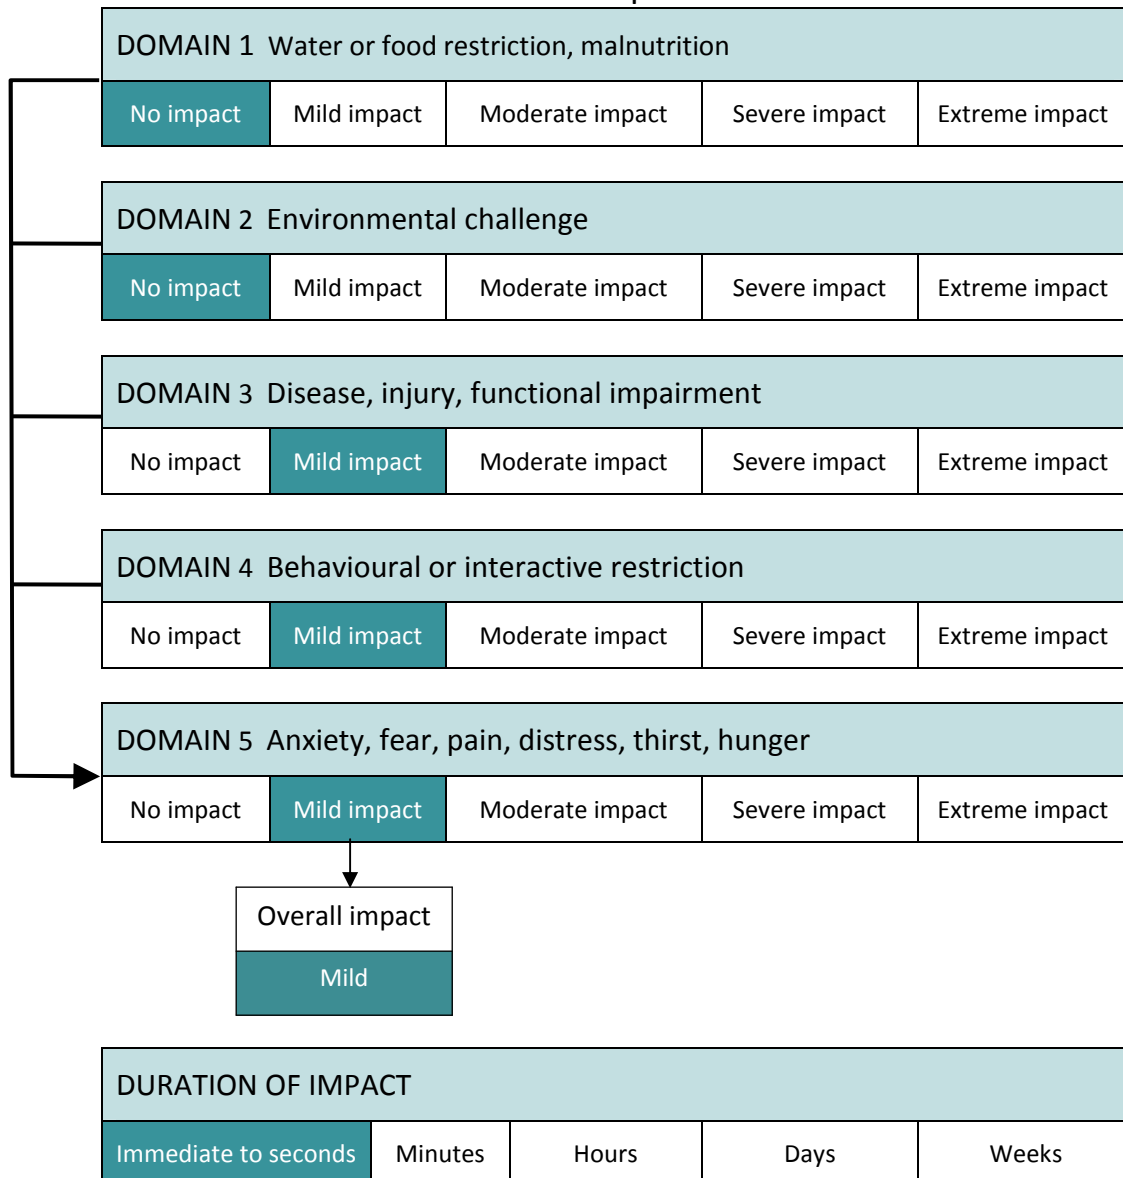 DOMAIN 1 Water or food restriction, malnutrition
No impact Mild impact Moderate impact Severe impact Extreme impact
DOMAIN 2 Environmental challenge
No impact Mild impact Moderate impact Severe impact Extreme impact
DOMAIN 3 Disease, injury, functional impairment
No impact Mild impact Moderate impact Severe impact Extreme impact
DOMAIN 4 Behavioural or interactive restriction
No impact Mild impact Moderate impact Severe impact Extreme impact
DOMAIN 5 Anxiety, fear, pain, distress, thirst, hunger
No impact Mild impact Moderate impact Severe impact Extreme impact
Overall impact
Mild
DURATION OF IMPACT
Immediate to seconds Minutes Hours Days Weeks